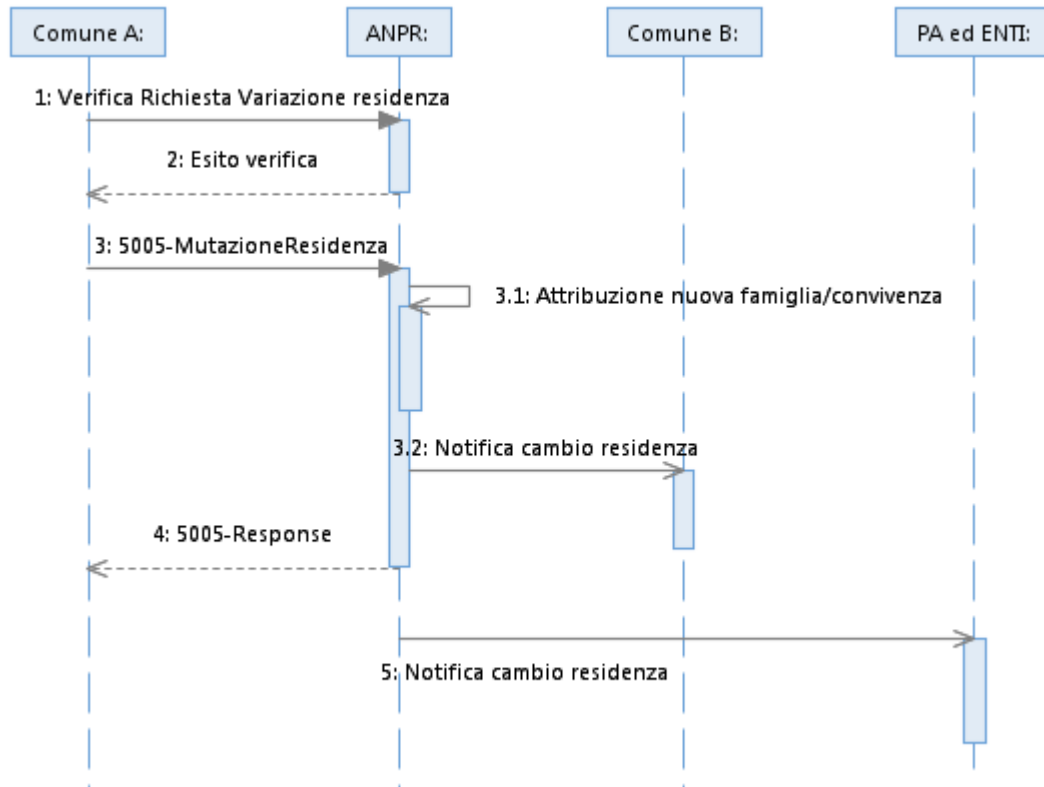 Comune A:
ANPR:
Comune B:
PA ed ENTI:
1: Verifica Richiesta Variazione residenza
2: Esito verifica
3: 5005-MutazioneResidenza
3.1: Attribuzione nuova famiglia/convivenza
3.2: Notifica cambio residenza
4: 5005-Response
5: Notifica cambio residenza